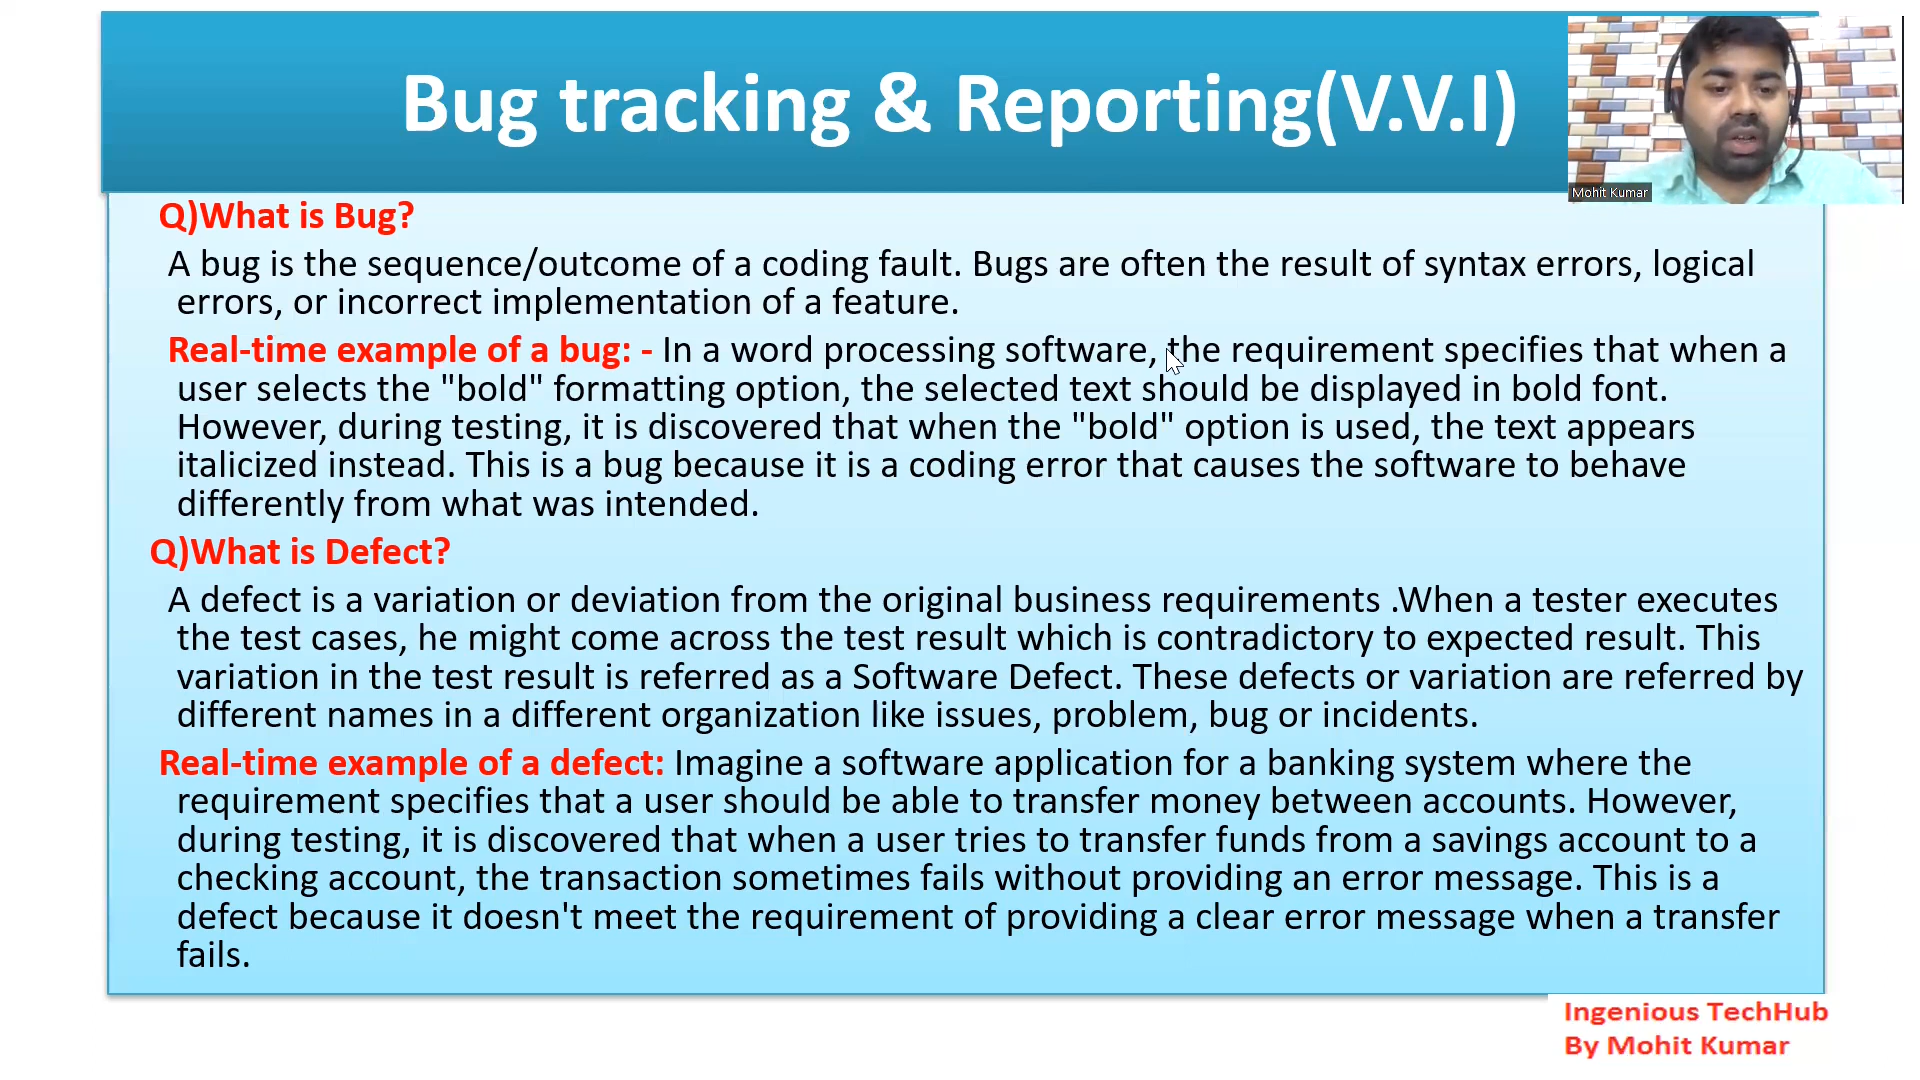 Bug tracking & Reporting(V.V.I)
Mohit Kumar
Q)What is Bug?
A bug is the sequence/outcome of a coding fault. Bugs are often the result of syntax errors, logical
errors, or incorrect implementation of a feature.
Real-time example of a bug: - In a word processing software, the requirement specifies that when a
user selects the "bold" formatting option, the selected text should be displayed in bold font.
However, during testing, it is discovered that when the "bold" option is used, the text appears
italicized instead. This is a bug because it is a coding error that causes the software to behave
differently from what was intended.
Q)What is Defect?
A defect is a variation or deviation from the original business requirements .When a tester executes
the test cases, he might come across the test result which is contradictory to expected result. This
variation in the test result is referred as a Software Defect. These defects or variation are referred by
different names in a different organization like issues, problem, bug or incidents.
Real-time example of a defect: Imagine a software application for a banking system where the
requirement specifies that a user should be able to transfer money between accounts. However,
during testing, it is discovered that when a user tries to transfer funds from a savings account to a
checking account, the transaction sometimes fails without providing an error message. This is a
defect because it doesn't meet the requirement of providing a clear error message when a transfer
fails.
Ingenious TechHub
By Mohit Kumar